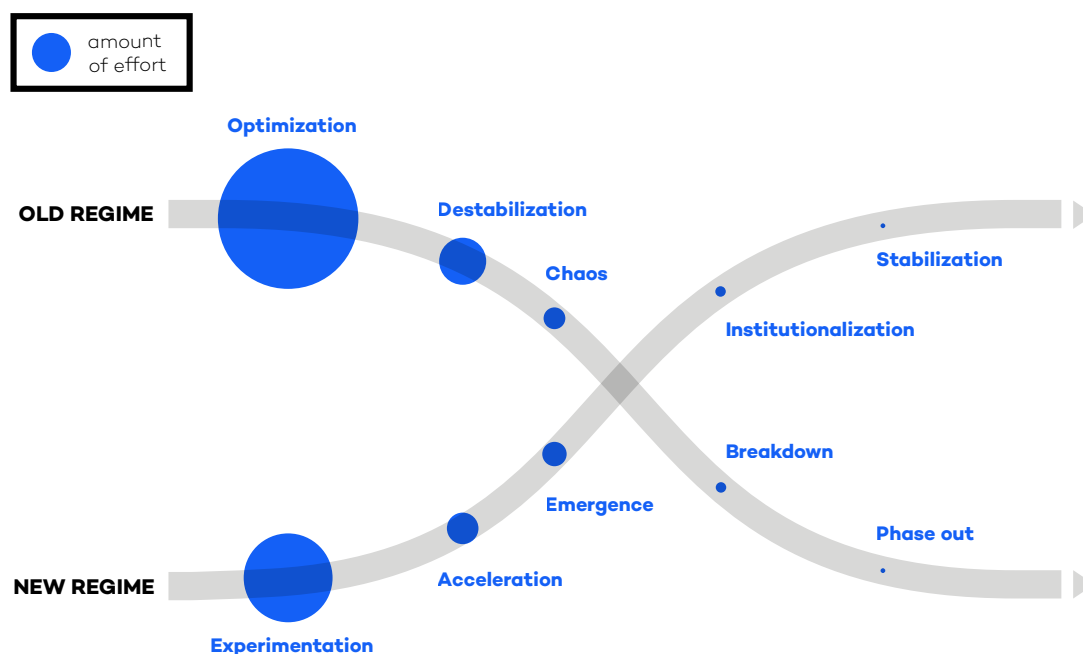 amount
of effort
Optimization
OLD REGIME
Destabilization
Chaos
Stabilization
Institutionalization
Breakdown
Emergence
Phase out
Acceleration
NEW REGIME
Experimentation